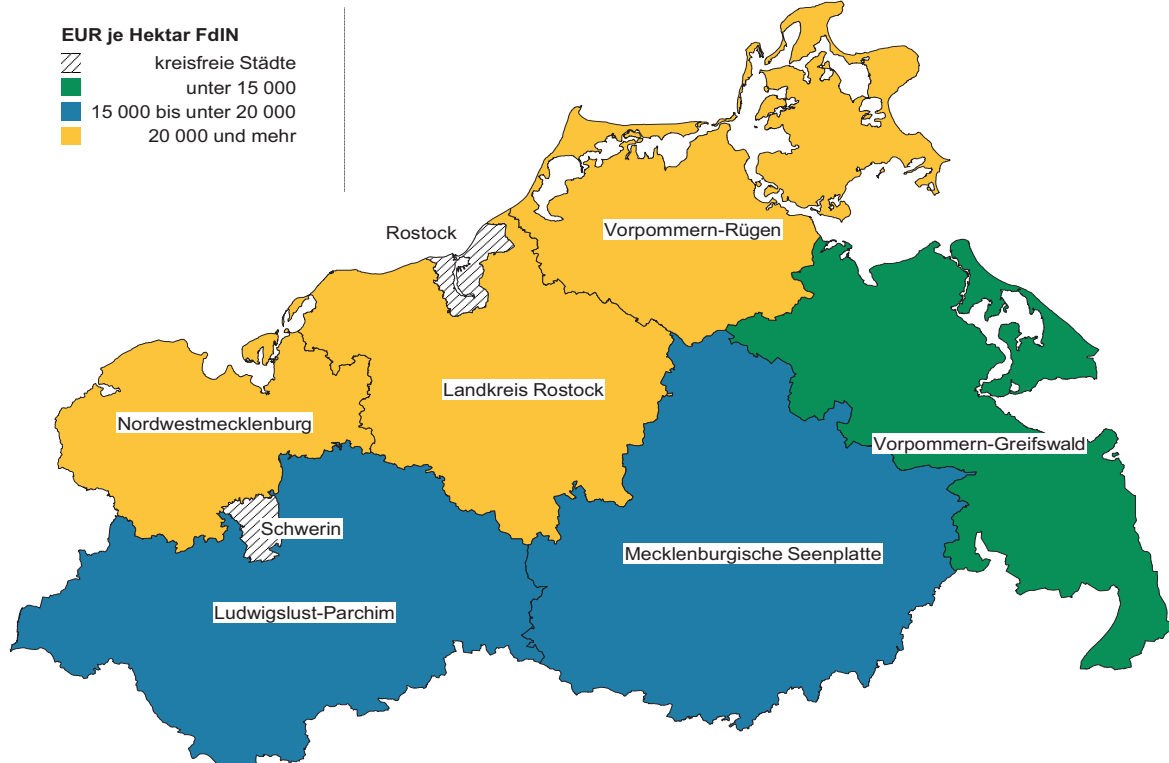 EUR je Hektar FdIN
kreisfreie Städte
unter 15 000
15 000 bis unter 20 000
20 000 und mehr
Rostock
Vorpommern-Rügen
Landkreis Rostock
Nordwestmecklenburg
Vorpommern-Greifswald
Schwerin
Mecklenburgische Seenplatte
Ludwigslust-Parchim